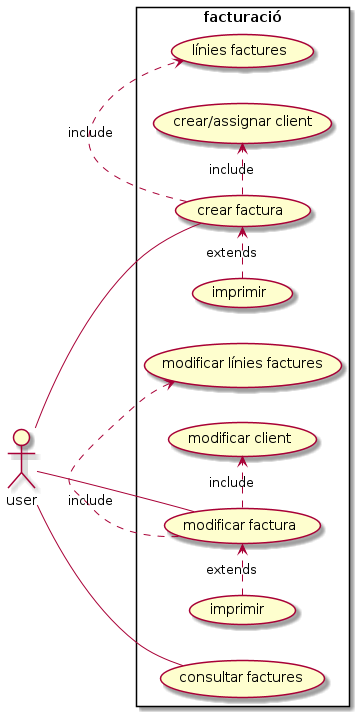 facturació
línies factures
crear/assignar client
include
include
crear factura
extends
imprimir
modificar línies factures
modificar client
user
include
include
modificar factura
extends
imprimir
consultar factures